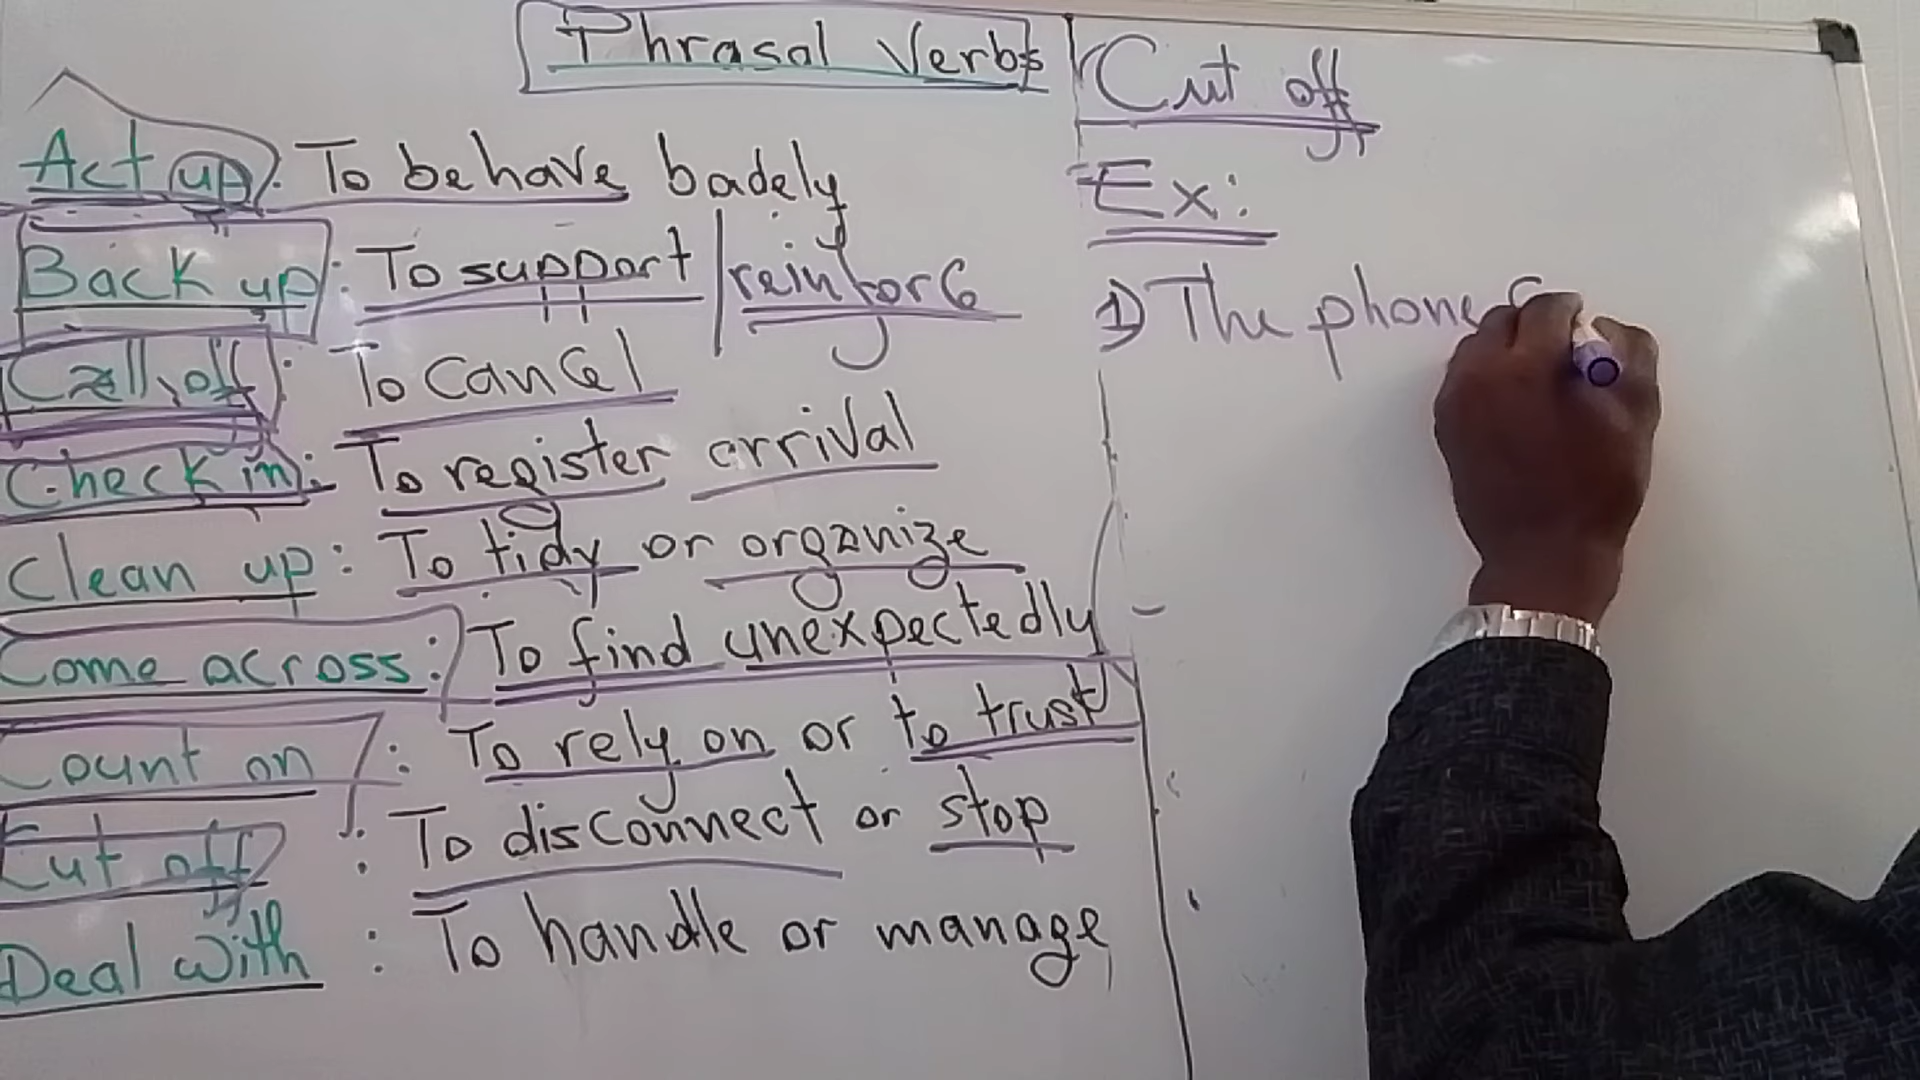 Phrasal Verbs
Act up: To behave badely
Back up: To support / reinforce
Call off: To cancel
Check in: To register arrival
Clean up: To tidy or organize
Come across: To find unexpectedly
Count on: To rely on or to trust
Cut off: To disconnect or stop
Deal with: To handle or manage
Cut off
Ex:
1) The phone